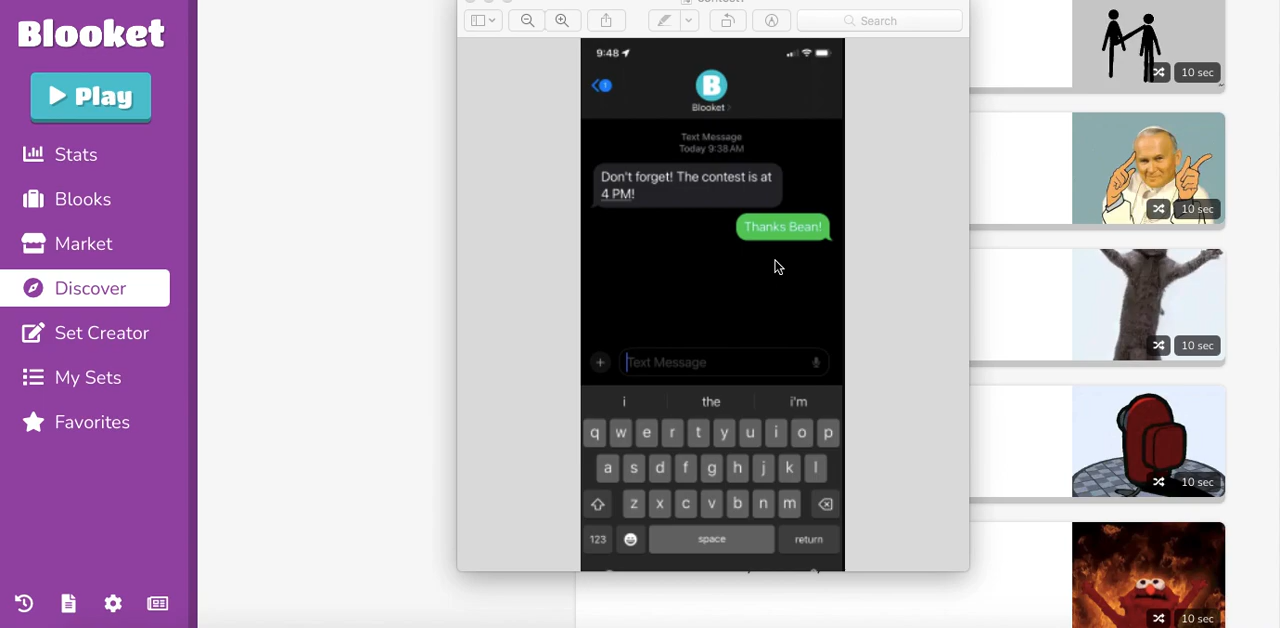 Blooket
Play
Stats
Blooks
Market
Discover
Set Creator
My Sets
Favorites
Search
9:48
1
B
Blooket
Text Message
Today 9:38 AM
Don't forget! The contest is at
4 PM!
Thanks Bean!
Text Message
i the i'm
q w e r t y u i o p
a s d f g h j k l
z x c v b n m
123 space return
10 sec
10 sec
10 sec
10 sec
10 sec